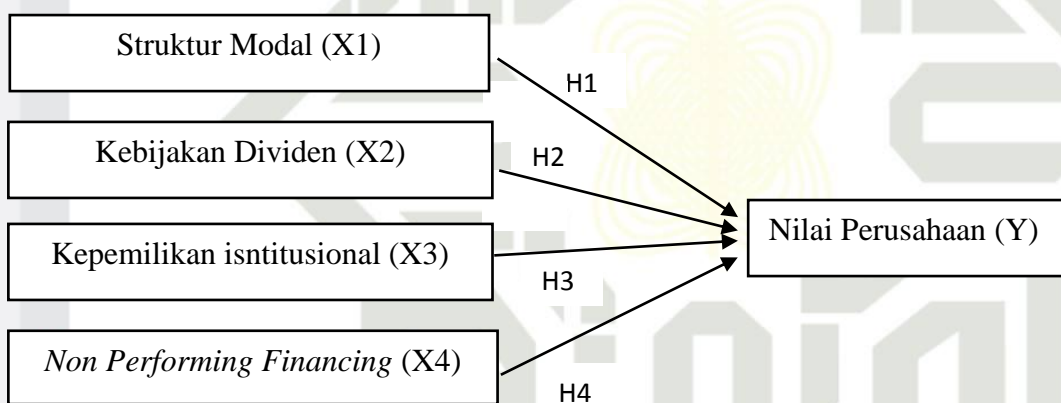 Struktur Modal (X1)
H1
Kebijakan Dividen (X2)
H2
Nilai Perusahaan (Y)
Kepemilikan isntitusional (X3)
H3
Non Performing Financing (X4)
H4